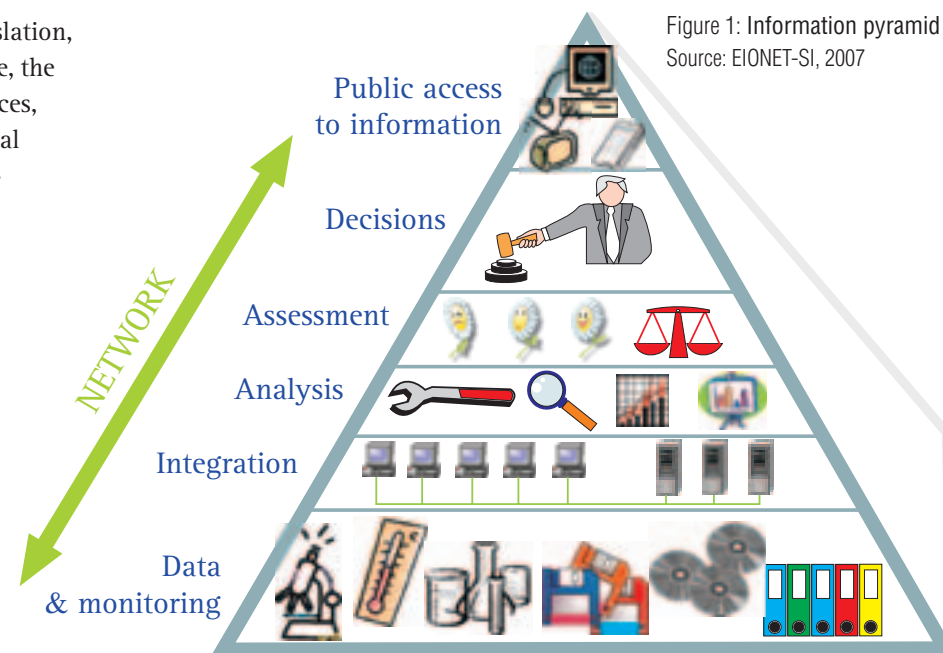 slation,
e, the
ces,
al
Figure 1: Information pyramid
Source: EIONET-SI, 2007
Public access
to information
Decisions
NETWORK
Assessment
Analysis
Integration
Data
& monitoring